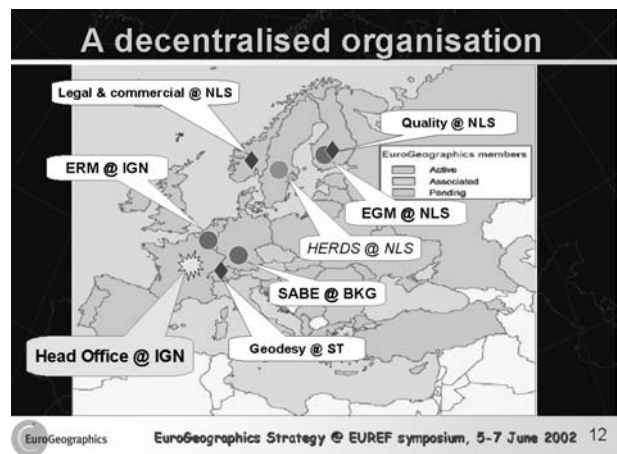 A decentralised organisation
Legal & commercial @ NLS
Quality @ NLS
EuroGeographics members
Active
Associated
Pending
ERM @ IGN
EGM @ NLS
HERDS @ NLS
SABE @ BKG
Head Office @ IGN
Geodesy @ ST
EuroGeographics
EuroGeographics Strategy @ EUREF symposium, 5-7 June 2002 12